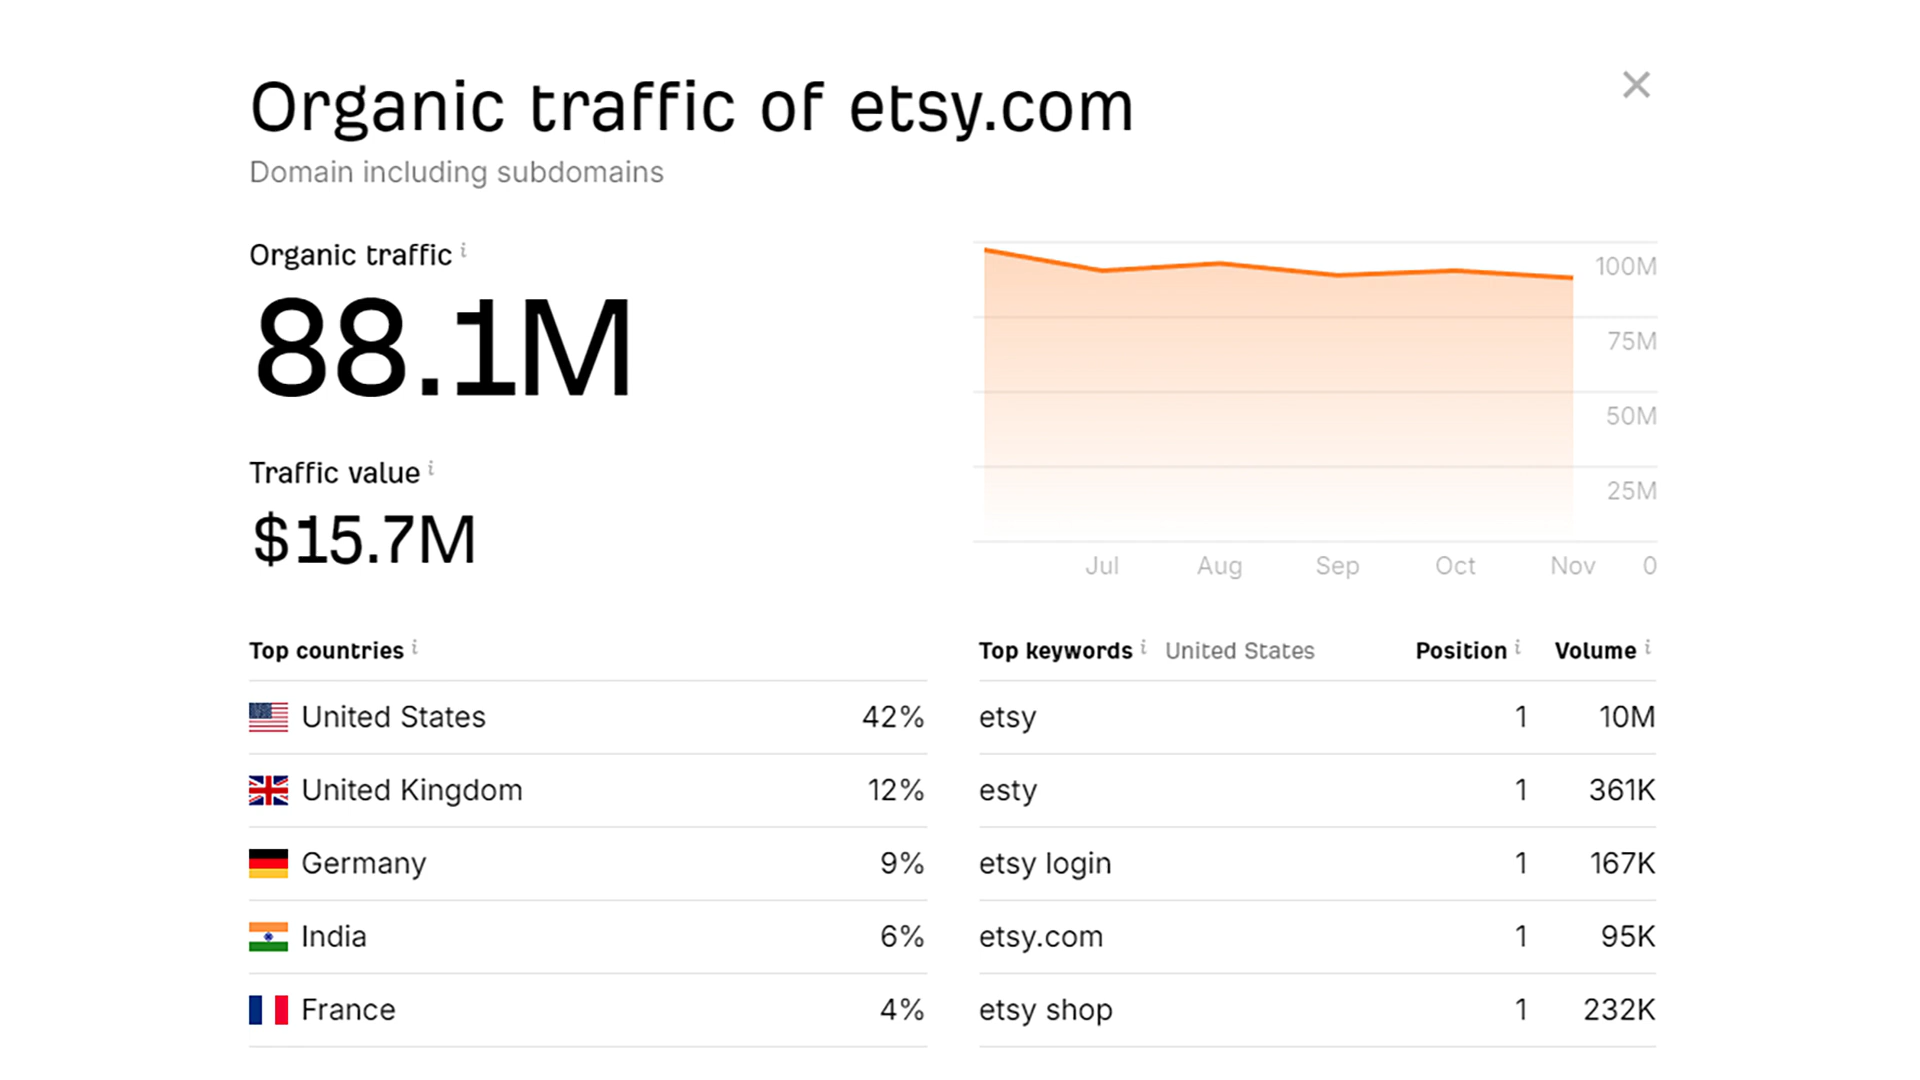 Organic traffic of etsy.com
Domain including subdomains
Organic traffic i
88.1M
Traffic value i
$15.7M
100M
75M
50M
25M
Jul Aug Sep Oct Nov 0
Top countries i
United States 42%
United Kingdom 12%
Germany 9%
India 6%
France 4%
Top keywords i United States Position i Volume i
etsy 1 10M
esty 1 361K
etsy login 1 167K
etsy.com 1 95K
etsy shop 1 232K